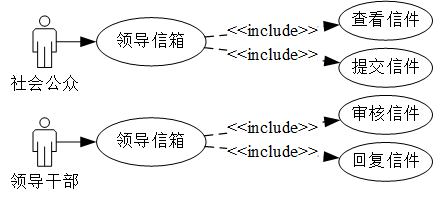 查看信件
领导信箱
<<include>>
<<include>>
提交信件
社会公众
审核信件
领导信箱
<<include>>
<<include>>
回复信件
领导干部